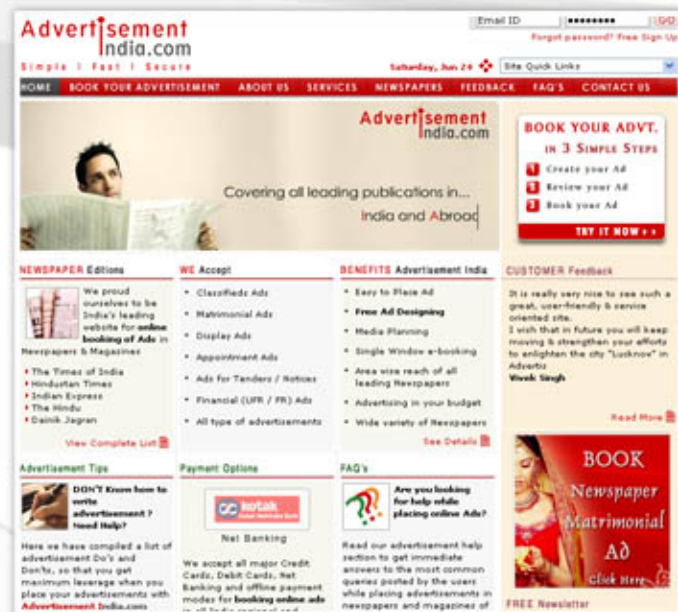 Advertisement
India.com
Simple | Fast | Secure
Email ID
GO
Forgot password? Free Sign Up
Saturday, Jun 24
Site Quick Links
HOME BOOK YOUR ADVERTISEMENT ABOUT US SERVICES NEWSPAPERS FEEDBACK FAQ'S CONTACT US
Advertisement
India.com
Covering all leading publications in...
India and Abroad
BOOK YOUR ADVT.
IN 3 SIMPLE STEPS
1 Create your Ad
2 Review your Ad
3 Book your Ad
TRY IT NOW
NEWSPAPER Editions
We proud
ourselves to be
India's leading
website for online
booking of Ads in
Newspapers & Magazines
The Times of India
Hindustan Times
Indian Express
The Hindu
Dainik Jagran
View Complete List
WE Accept
Classifieds Ads
Matrimonial Ads
Display Ads
Appointment Ads
Ads for Tenders / Notices
Financial (UFR / PR) Ads
All type of advertisements
BENEFITS Advertisement India
Easy to Place Ad
Free Ad Designing
Media Planning
Single Window e-booking
Area wise reach of all
leading Newspapers
Advertising in your budget
Wide variety of Newspapers
See Details
CUSTOMER Feedback
It is really very nice to see such a
great, user-friendly & service
oriented site.
I wish that in future you will keep
moving & strengthen your efforts
to enlighten the city "Lucknov" in
Advertis
Vivek Singh
Read More
Advertisement Tips
DON'T Know how to
write
advertisement ?
Need Help?
Here we have compiled a list of
advertisement Do's and
Don'ts, so that you get
maximum leverage when you
place your advertisements with
Advertisement India.com
Payment Options
kotak
Kotak Mahindra Bank
Net Banking
We accept all major Credit
Cards, Debit Cards, Net
Banking and offline payment
modes for booking online ads
in all India regional and
FAQ's
Are you looking
for help while
placing online Ads?
Read our advertisement help
section to get immediate
answers to the most common
queries posted by the users
while placing advertisements in
newspapers and magazines of
BOOK
Newspaper
Matrimonial
AD
Click Here
FREE Newsletter